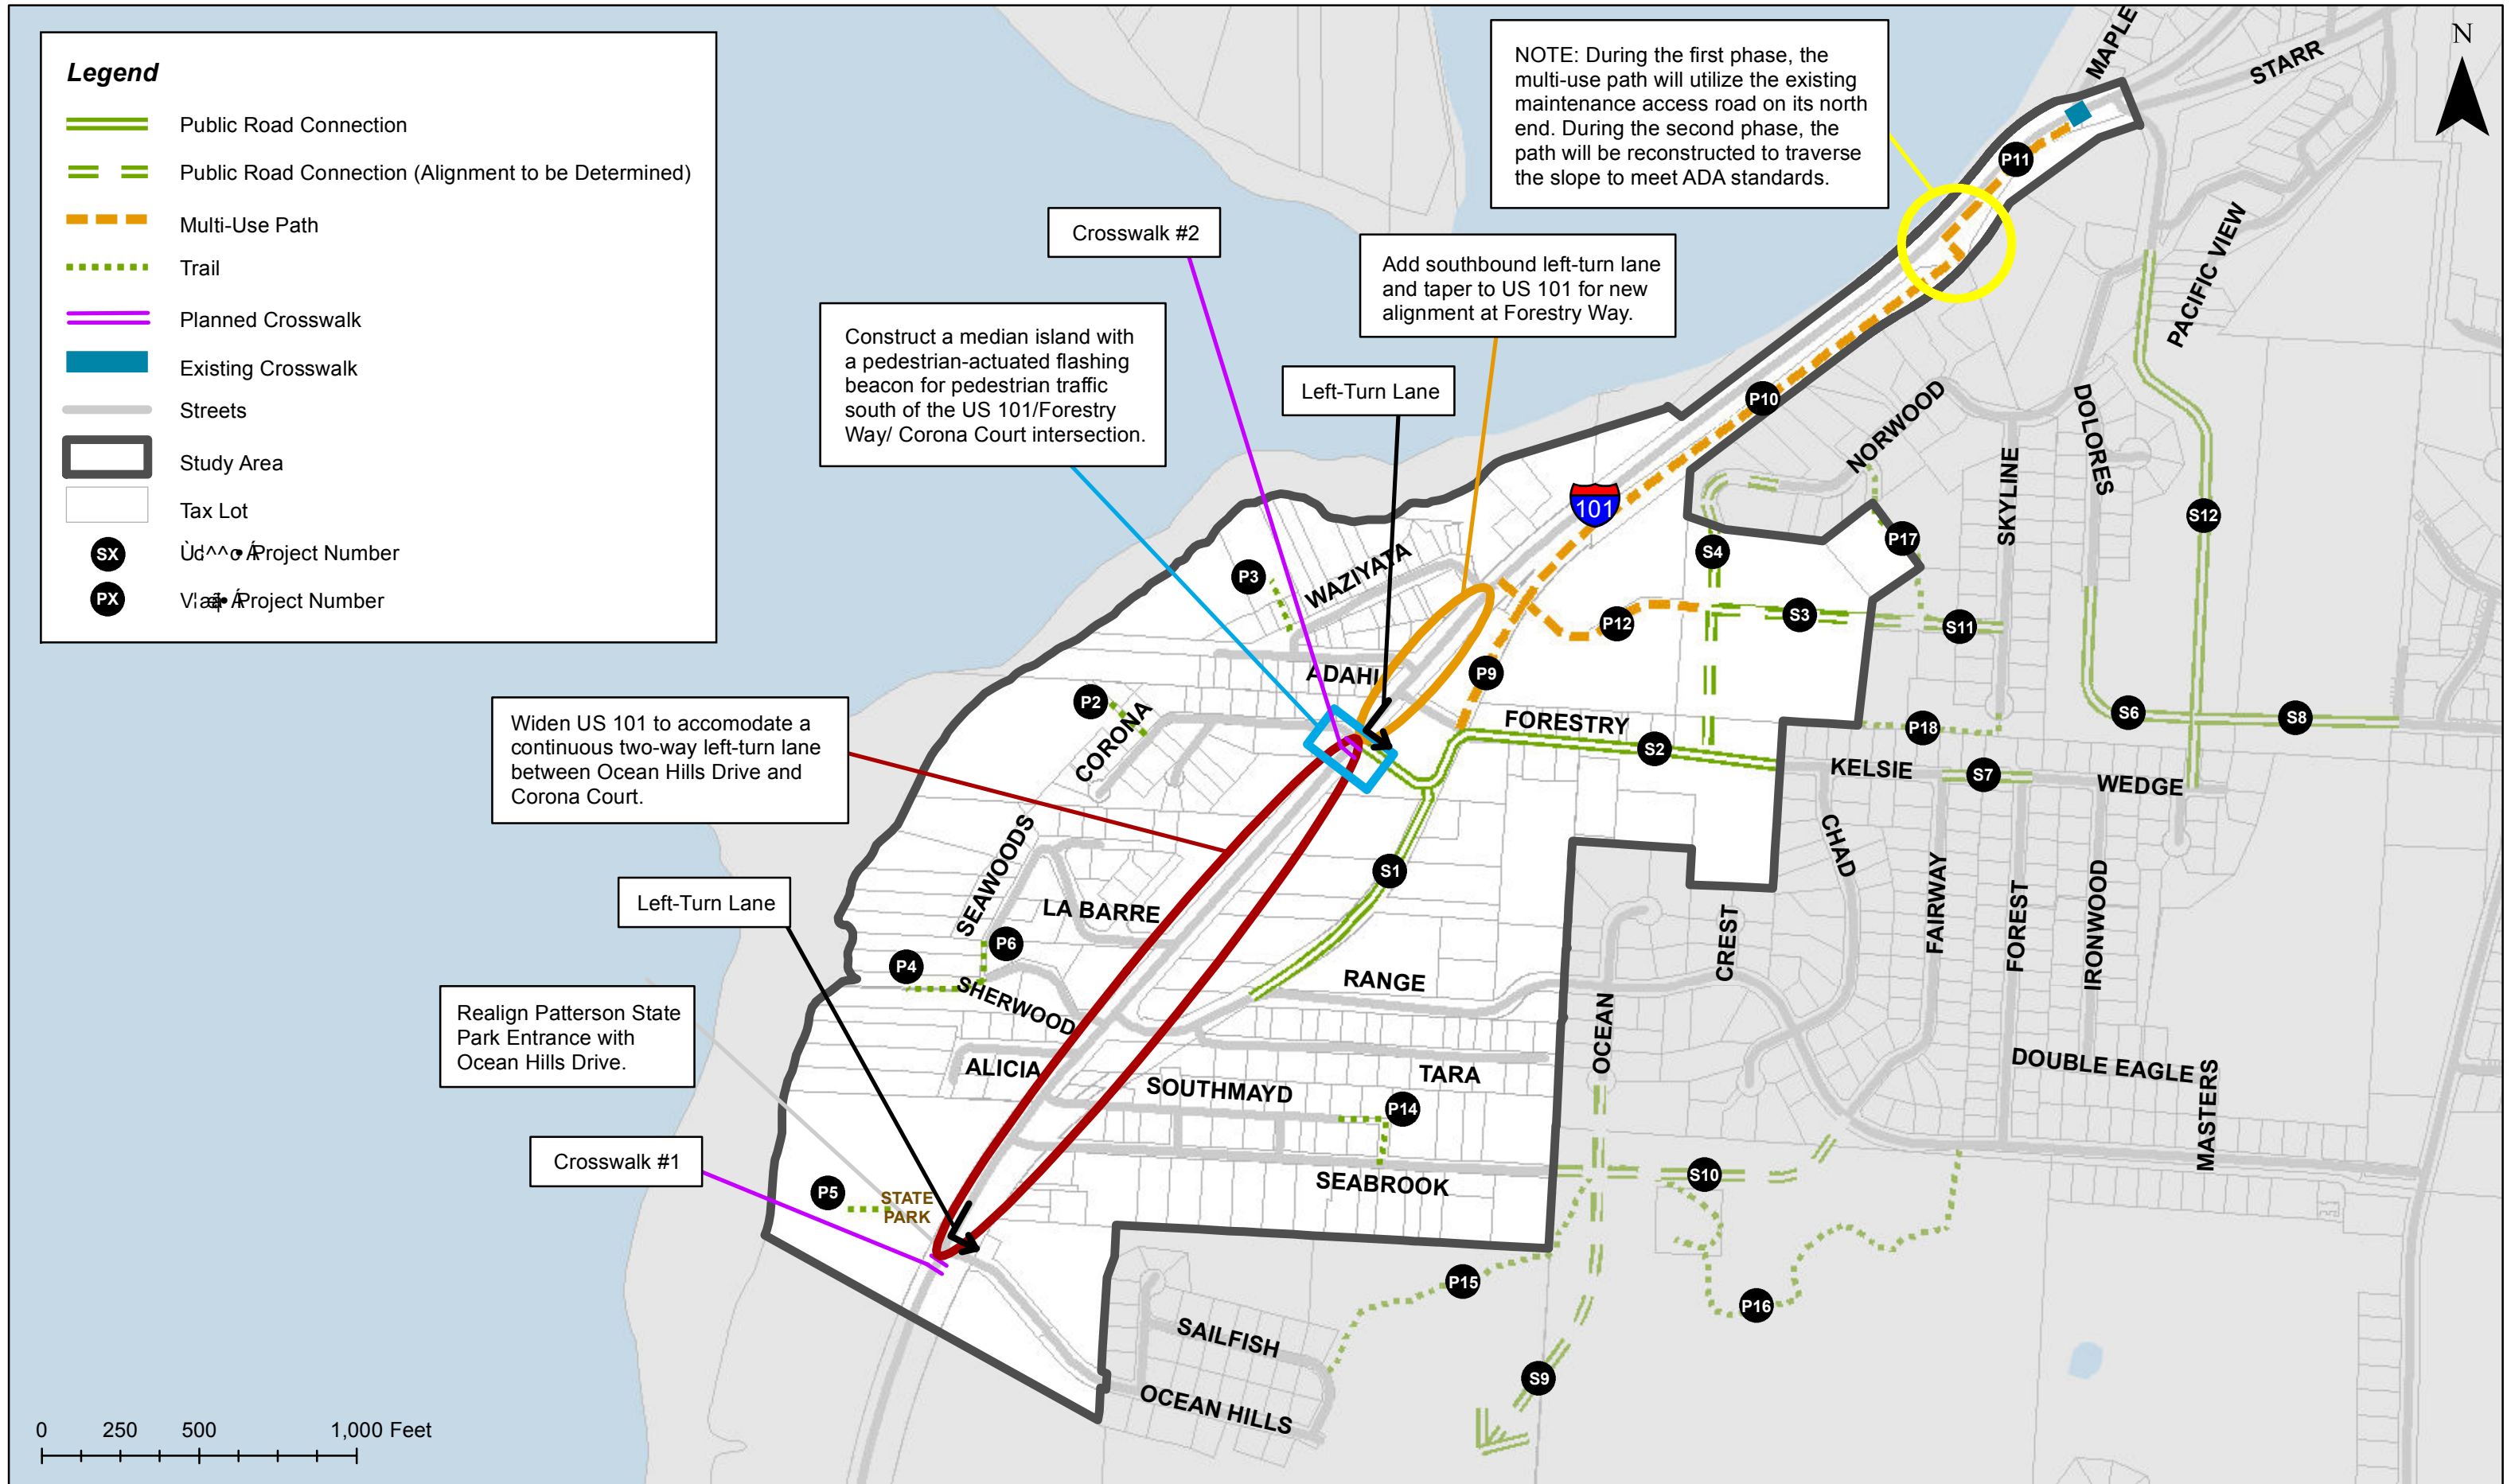 Legend
Public Road Connection
Public Road Connection (Alignment to be Determined)
Multi-Use Path
Trail
Planned Crosswalk
Existing Crosswalk
Streets
Study Area
Tax Lot
SX
Project Number
PX
Project Number
NOTE: During the first phase, the
multi-use path will utilize the existing
maintenance access road on its north
end. During the second phase, the
path will be reconstructed to traverse
the slope to meet ADA standards.
N
MAPLE
STARR
P11
PACIFIC VIEW
Crosswalk #2
Add southbound left-turn lane
and taper to US 101 for new
alignment at Forestry Way.
Construct a median island with
a pedestrian-actuated flashing
beacon for pedestrian traffic
south of the US 101/Forestry
Way/ Corona Court intersection.
Left-Turn Lane
P10
NORWOOD
DOLORES
SKYLINE
101
S12
P17
S4
WAZIYATA
P3
P12
S3
S11
ADAHI
P9
P2
CORONA
FORESTRY
S2
P18
S6
S8
Widen US 101 to accomodate a
continuous two-way left-turn lane
between Ocean Hills Drive and
Corona Court.
KELSIE
S7
WEDGE
SEAWOODS
CHAD
S1
FAIRWAY
FOREST
IRONWOOD
Left-Turn Lane
LA BARRE
P6
P4
CREST
SHERWOOD
RANGE
Realign Patterson State
Park Entrance with
Ocean Hills Drive.
OCEAN
ALICIA
TARA
DOUBLE EAGLE
MASTERS
SOUTHMAYD
P14
Crosswalk #1
SEABROOK
S10
P5
STATE
PARK
P15
P16
SAILFISH
S9
OCEAN HILLS
0 250 500 1,000 Feet